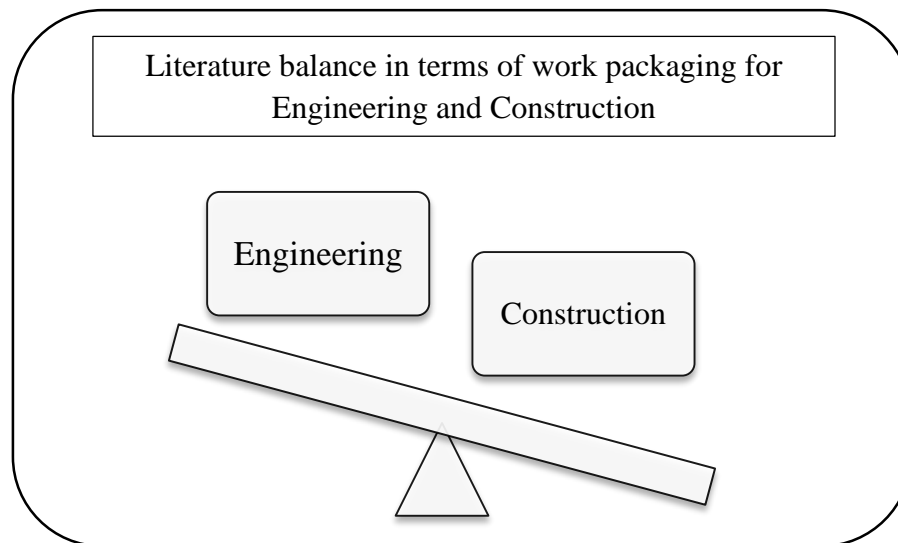 Literature balance in terms of work packaging for
Engineering and Construction
Engineering
Construction